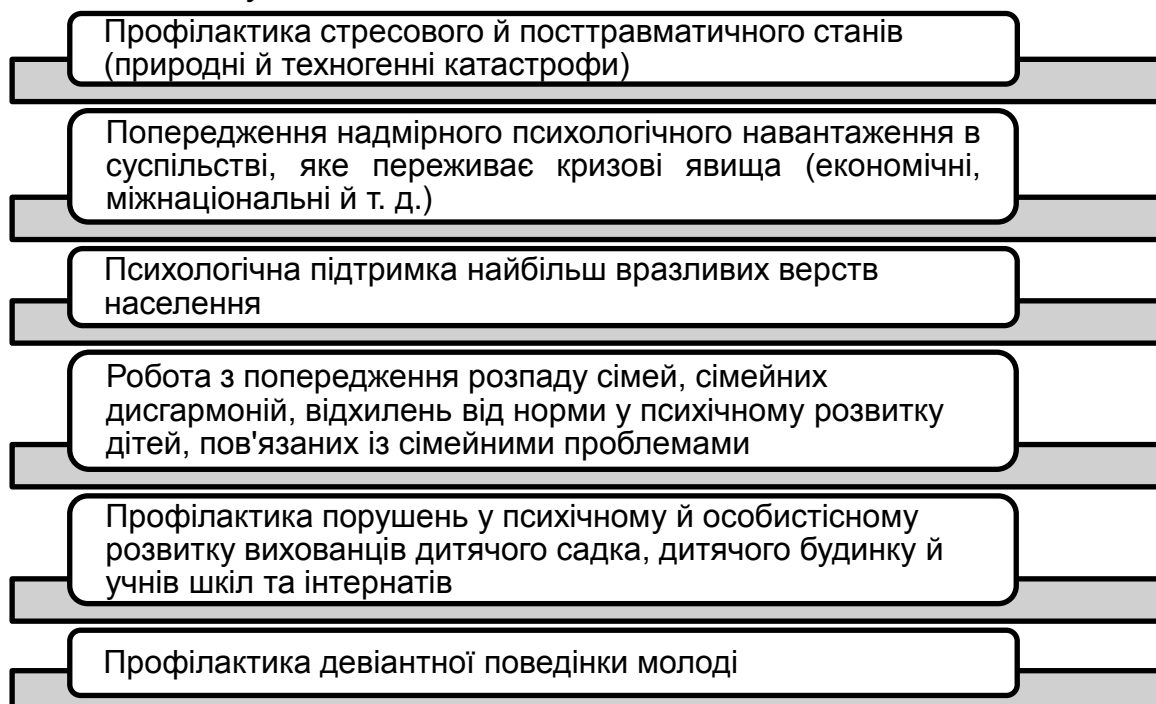 Профілактика стресового й посттравматичного станів
(природні й техногенні катастрофи)
Попередження надмірного психологічного навантаження в
суспільстві, яке переживає кризові явища (економічні,
міжнаціональні й т. д.)
Психологічна підтримка найбільш вразливих верств
населення
Робота з попередження розпаду сімей, сімейних
дисгармоній, відхилень від норми у психічному розвитку
дітей, пов'язаних із сімейними проблемами
Профілактика порушень у психічному й особистісному
розвитку вихованців дитячого садка, дитячого будинку й
учнів шкіл та інтернатів
Профілактика девіантної поведінки молоді